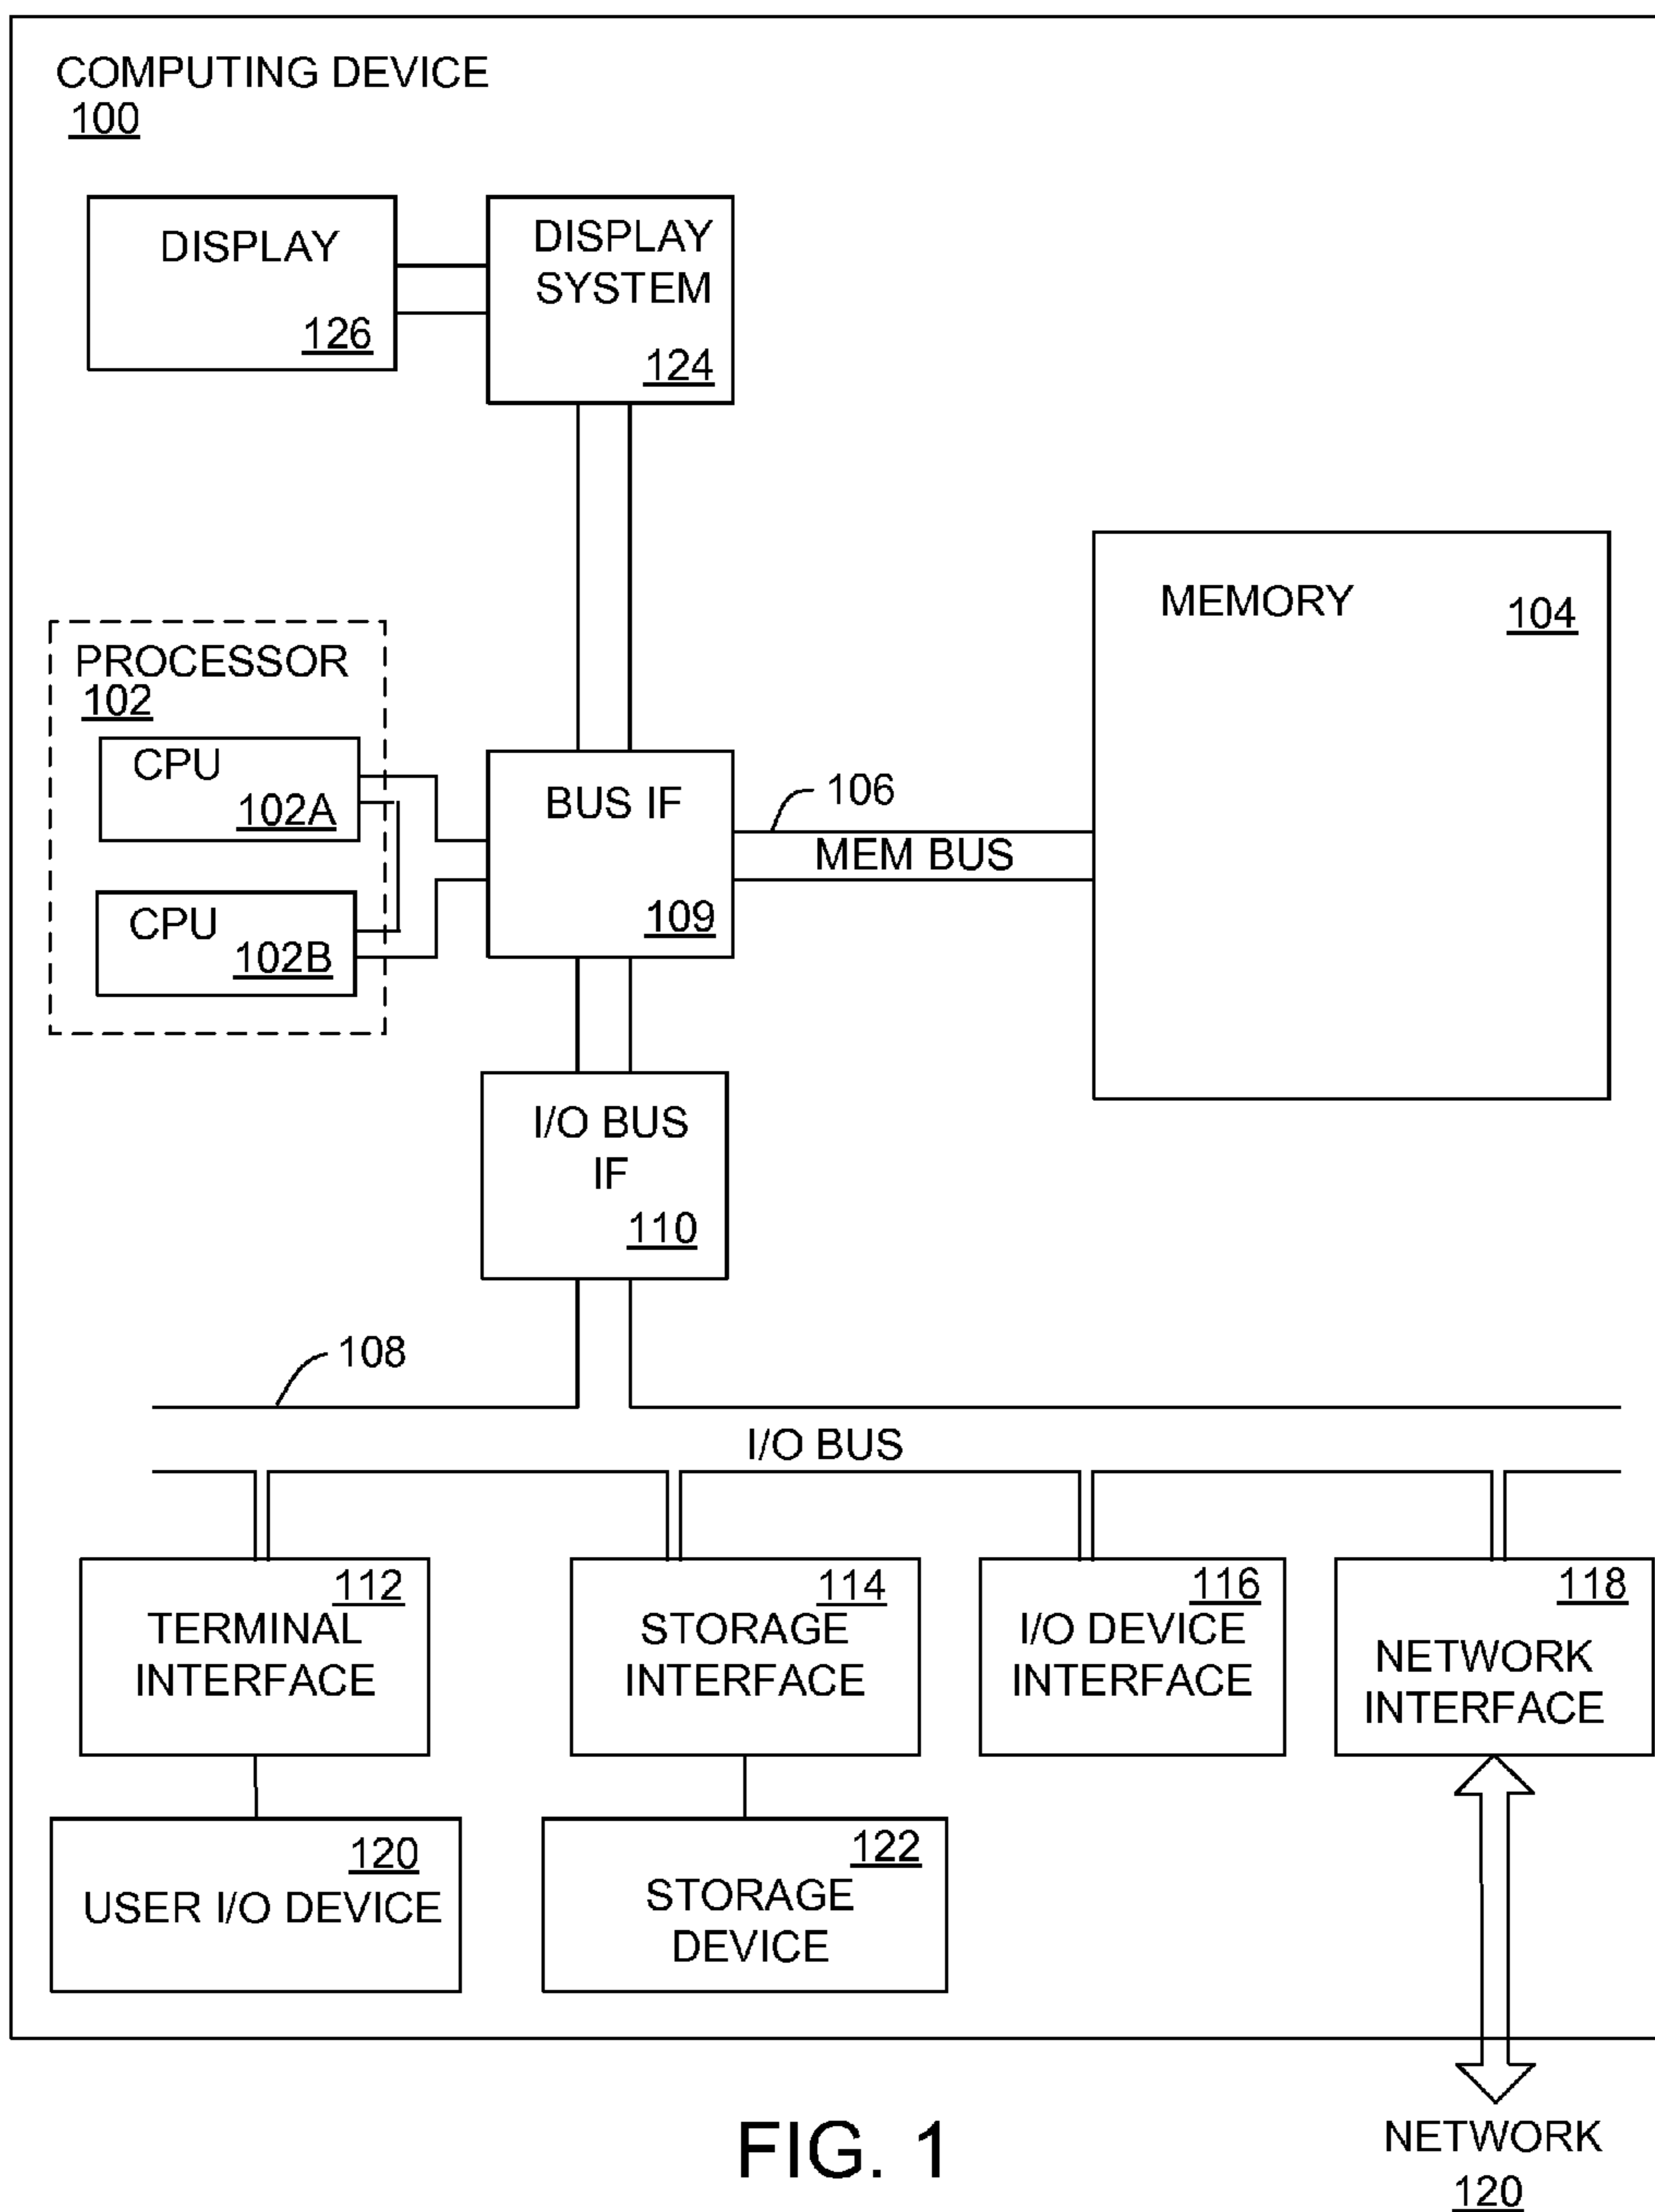 COMPUTING DEVICE
100
DISPLAY
126
DISPLAY
SYSTEM
124
MEMORY
104
PROCESSOR
102
CPU
102A
CPU
102B
BUS IF
109
106
MEM BUS
I/O BUS
IF
110
108
I/O BUS
112
TERMINAL
INTERFACE
114
STORAGE
INTERFACE
116
I/O DEVICE
INTERFACE
118
NETWORK
INTERFACE
120
USER I/O DEVICE
122
STORAGE
DEVICE
FIG. 1
NETWORK
120